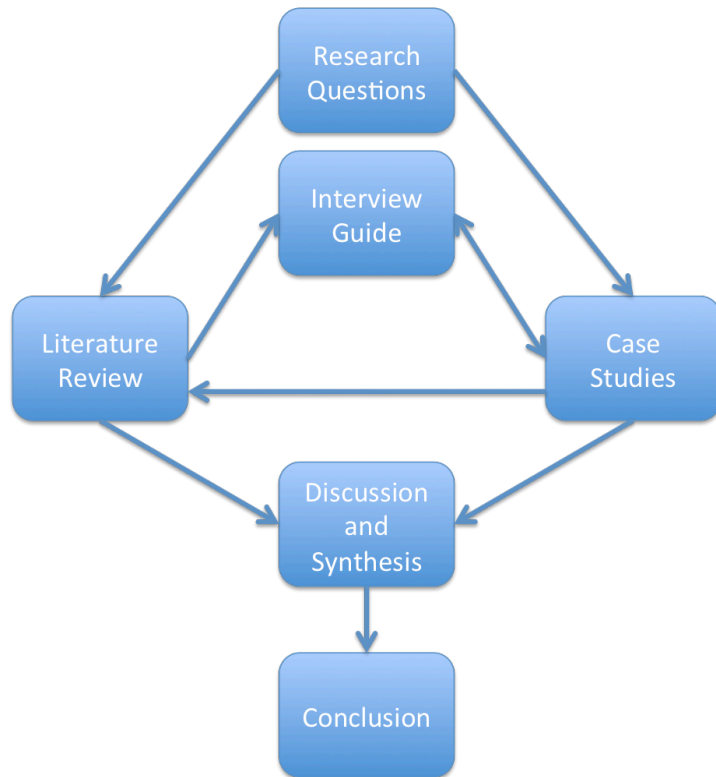 Research
Questions
Interview
Guide
Literature
Review
Case
Studies
Discussion
and
Synthesis
Conclusion